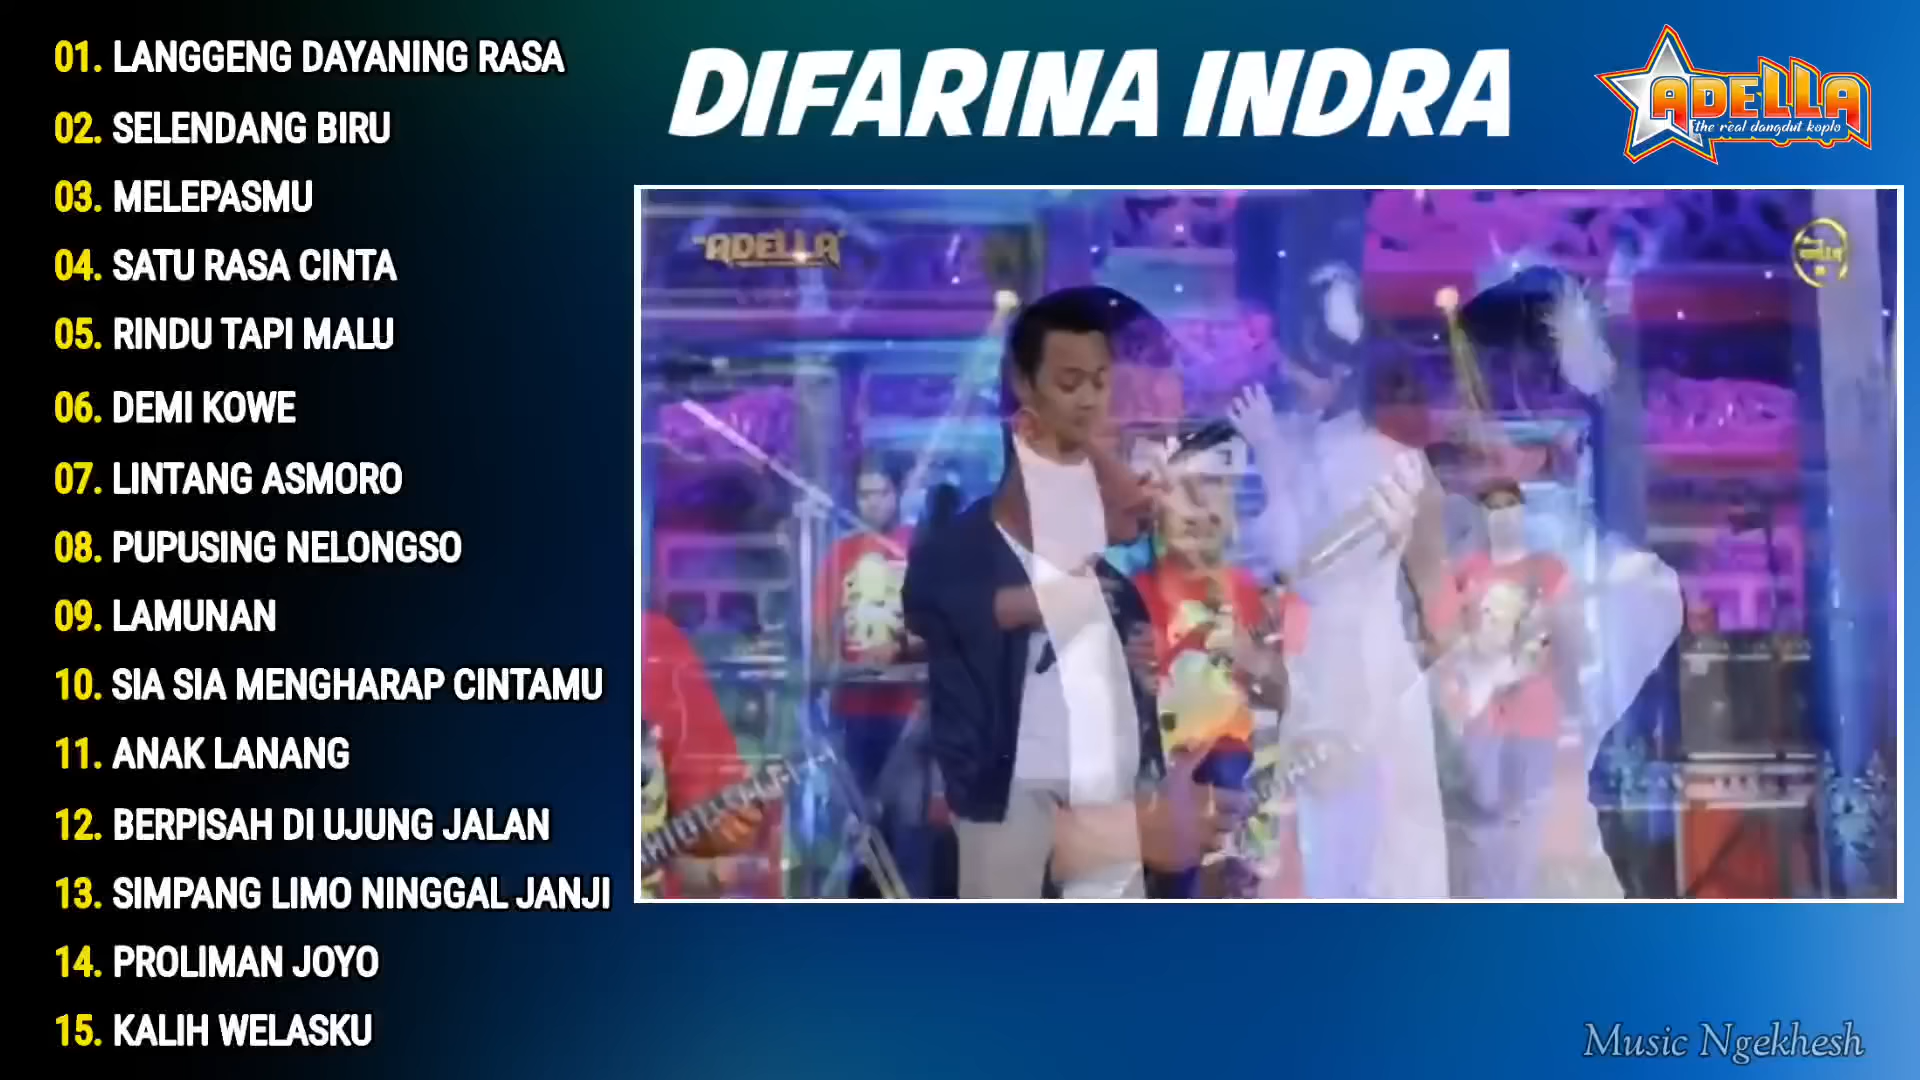 01. LANGGENG DAYANING RASA
02. SELENDANG BIRU
03. MELEPASMU
04. SATU RASA CINTA
05. RINDU TAPI MALU
06. DEMI KOWE
07. LINTANG ASMORO
08. PUPUSING NELONGSO
09. LAMUNAN
10. SIA SIA MENGHARAP CINTAMU
11. ANAK LANANG
12. BERPISAH DI UJUNG JALAN
13. SIMPANG LIMO NINGGAL JANJI
14. PROLIMAN JOYO
15. KALIH WELASKU
DIFARINA INDRA
ADELLA
the real dangdut koplo
"ADELLA"
Music Ngekhesh